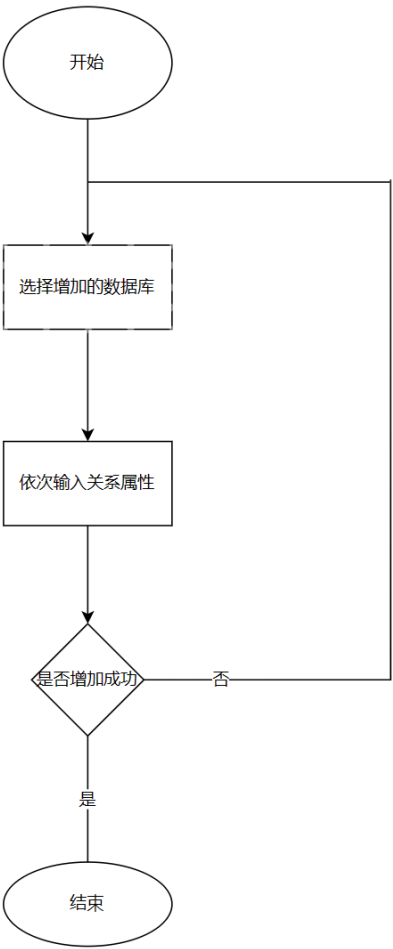 开始
选择增加的数据库
依次输入关系属性
是否增加成功
否
是
结束